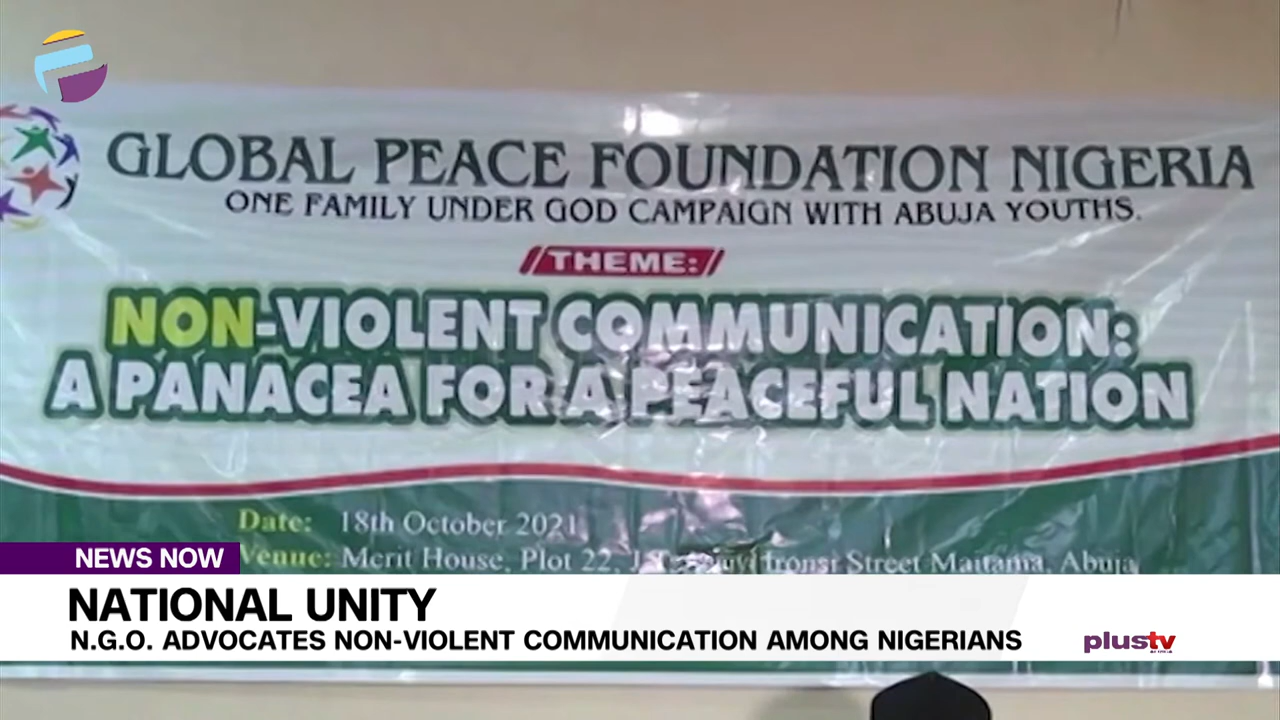 GLOBAL PEACE FOUNDATION NIGERIA
ONE FAMILY UNDER GOD CAMPAIGN WITH ABUJA YOUTHS.
THEME:
NON-VIOLENT COMMUNICATION:
A PANACEA FOR A PEACEFUL NATION
Date: 18th October 2021
Venue: Merit House, Plot 22, Street Maitama, Abuja
NEWS NOW
NATIONAL UNITY
N.G.O. ADVOCATES NON-VIOLENT COMMUNICATION AMONG NIGERIANS
plustv